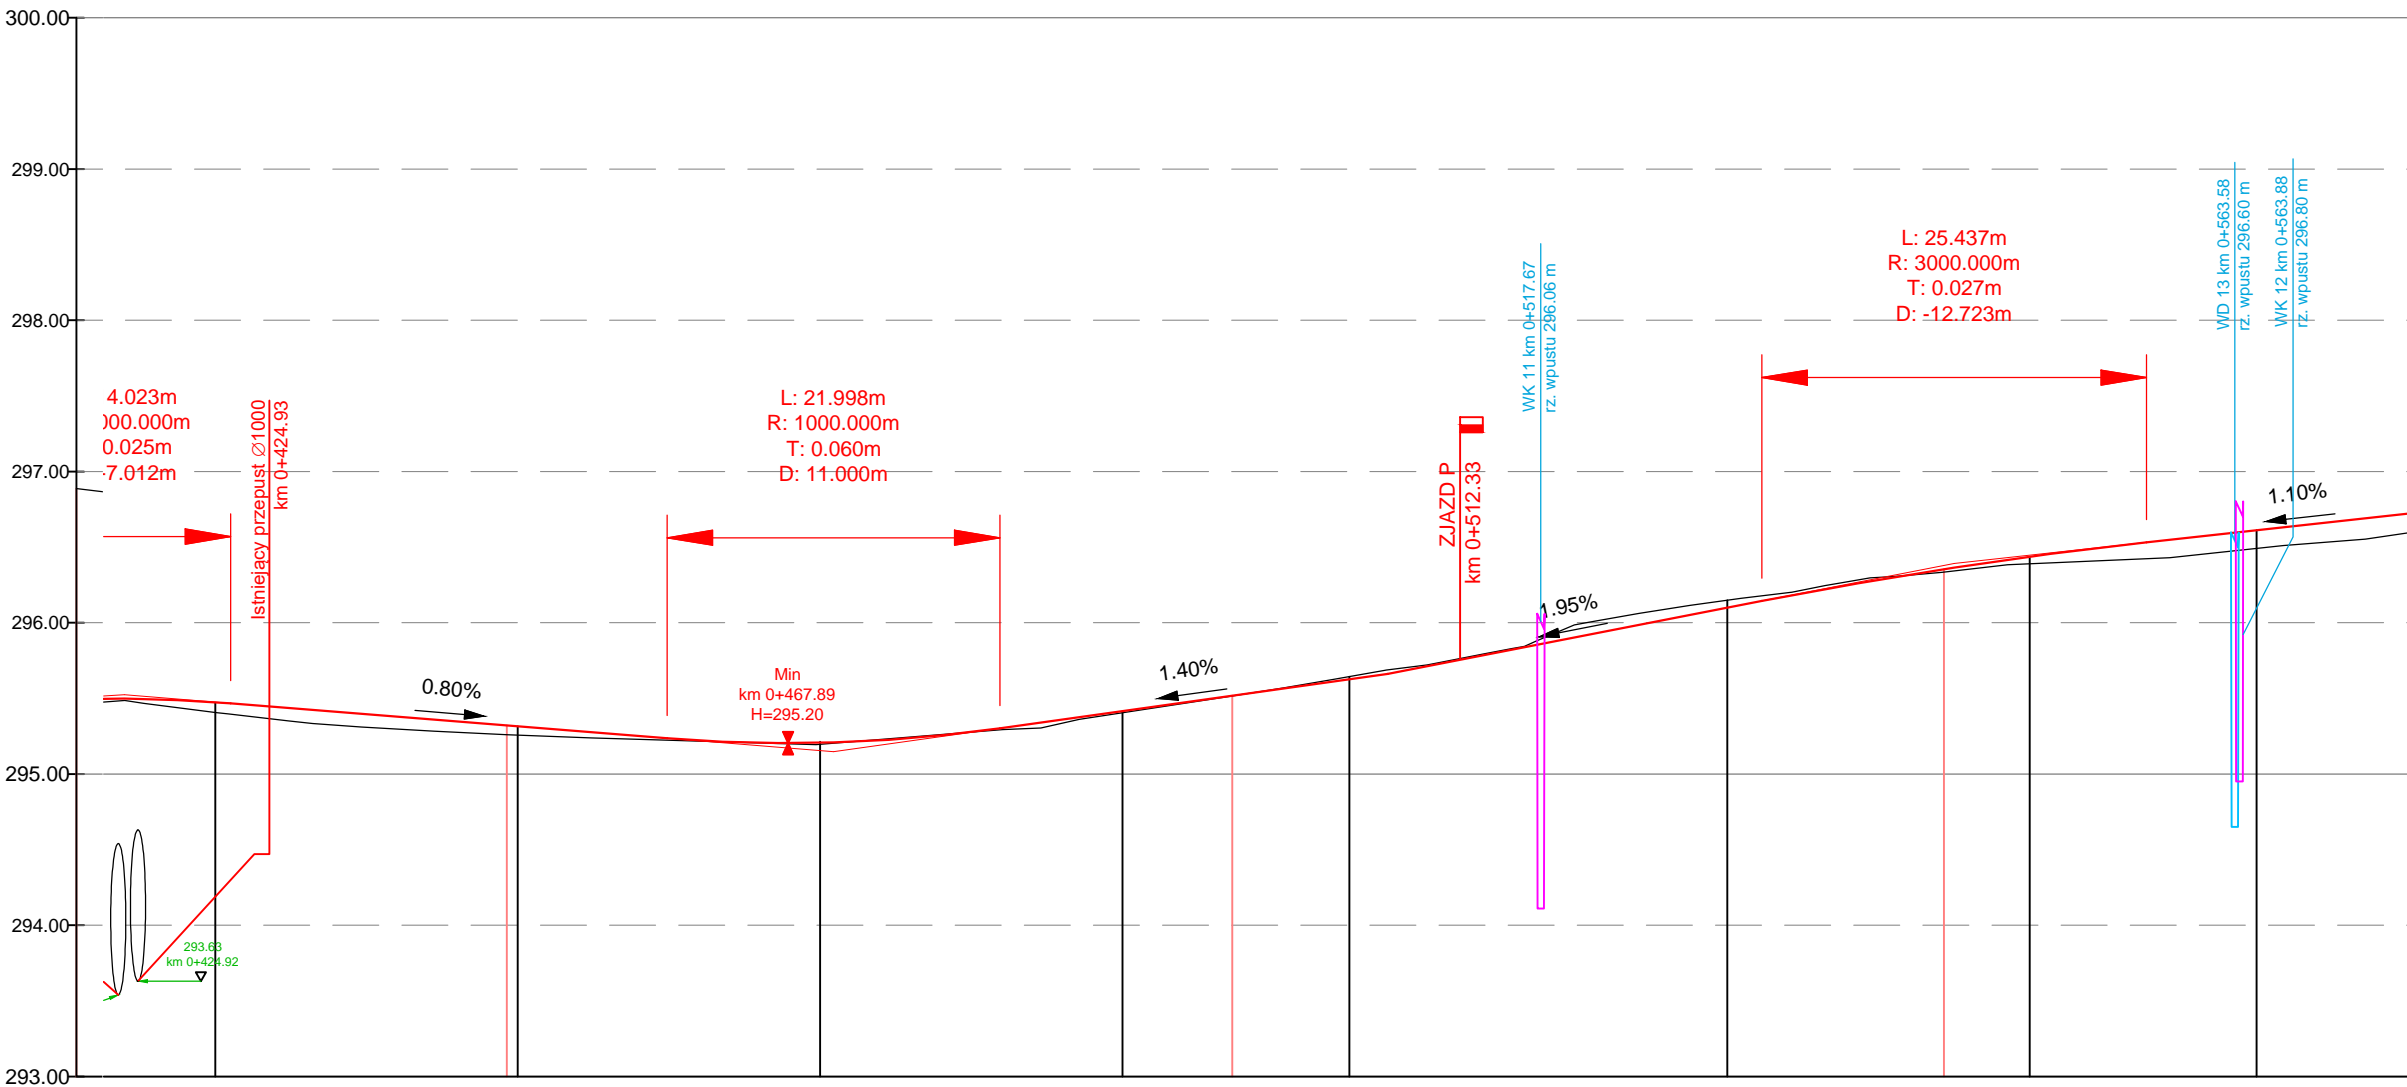 300.00
299.00
298.00
297.00
296.00
295.00
294.00
293.00
4.023m
000.000m
0.025m
-7.012m
Istniejący przepust Ø1000
km 0+424.93
293.63
km 0+424.92
0.80%
L: 21.998m
R: 1000.000m
T: 0.060m
D: 11.000m
Min
km 0+467.89
H=295.20
1.40%
ZJAZD P
km 0+512.33
WK 11 km 0+517.67
rz. wpustu 296.06 m
1.95%
L: 25.437m
R: 3000.000m
T: 0.027m
D: -12.723m
WD 13 km 0+563.58
rz. wpustu 296.60 m
WK 12 km 0+563.88
rz. wpustu 296.80 m
1.10%